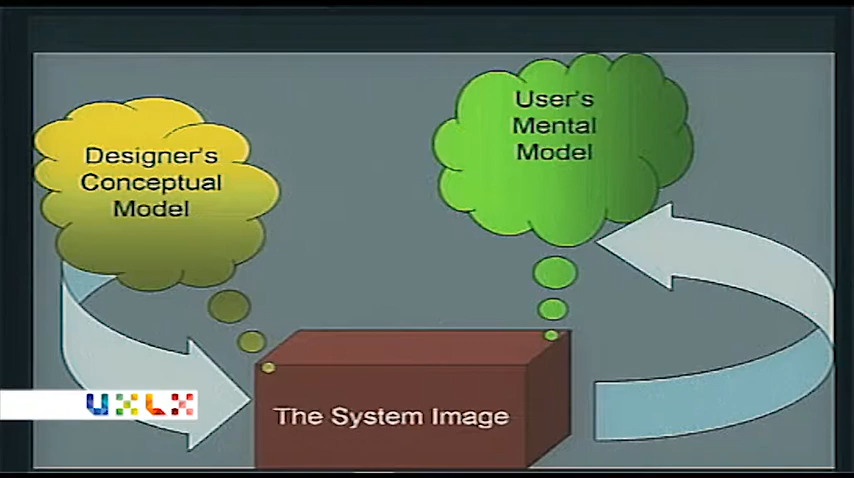 Designer's
Conceptual
Model
User's
Mental
Model
The System Image
UXLX